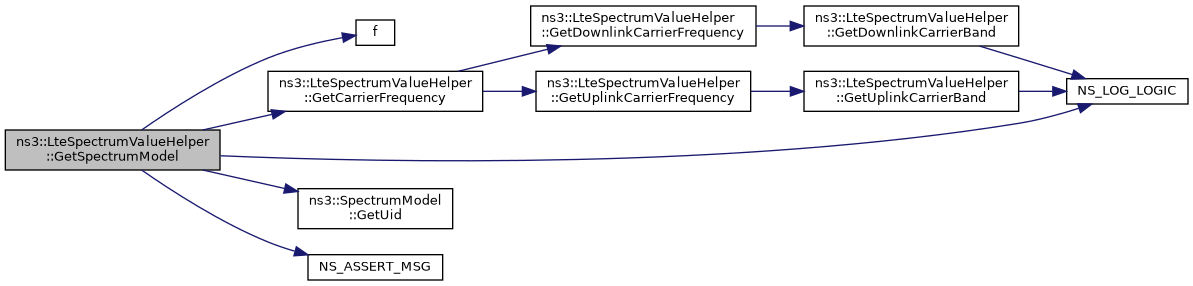 ns3::LteSpectrumValueHelper
::GetSpectrumModel
f
ns3::LteSpectrumValueHelper
::GetCarrierFrequency
ns3::SpectrumModel
::GetUid
NS_ASSERT_MSG
ns3::LteSpectrumValueHelper
::GetDownlinkCarrierFrequency
ns3::LteSpectrumValueHelper
::GetUplinkCarrierFrequency
ns3::LteSpectrumValueHelper
::GetDownlinkCarrierBand
ns3::LteSpectrumValueHelper
::GetUplinkCarrierBand
NS_LOG_LOGIC